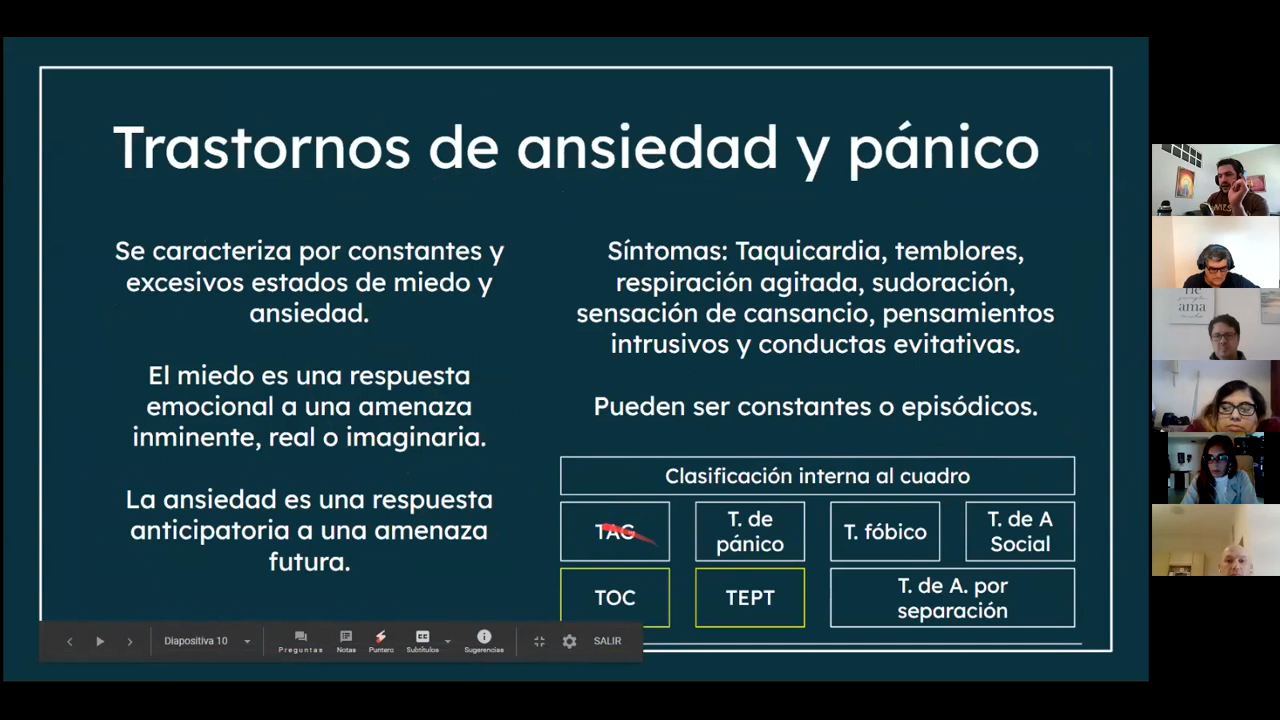 Trastornos de ansiedad y pánico
Se caracteriza por constantes y
excesivos estados de miedo y
ansiedad.
El miedo es una respuesta
emocional a una amenaza
inminente, real o imaginaria.
La ansiedad es una respuesta
anticipatoria a una amenaza
futura.
Síntomas: Taquicardia, temblores,
respiración agitada, sudoración,
sensación de cansancio, pensamientos
intrusivos y conductas evitativas.
Pueden ser constantes o episódicos.
Clasificación interna al cuadro
TAG
T. de
pánico
T. fóbico
T. de A
Social
TOC
TEPT
T. de A. por
separación
Diapositiva 10
Preguntas
Notas
Puntero
CC
Subtítulos
Sugerencias
SALIR
ama